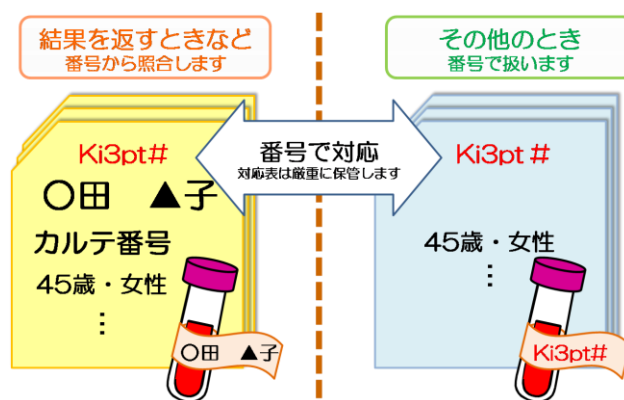 結果を返すときなど
番号から照合します
Ki3pt#
〇田 ▲子
カルテ番号
45歳・女性
⋮
〇田 ▲子
番号で対応
対応表は厳重に保管します
その他のとき
番号で扱います
Ki3pt#
45歳・女性
⋮
Ki3pt#